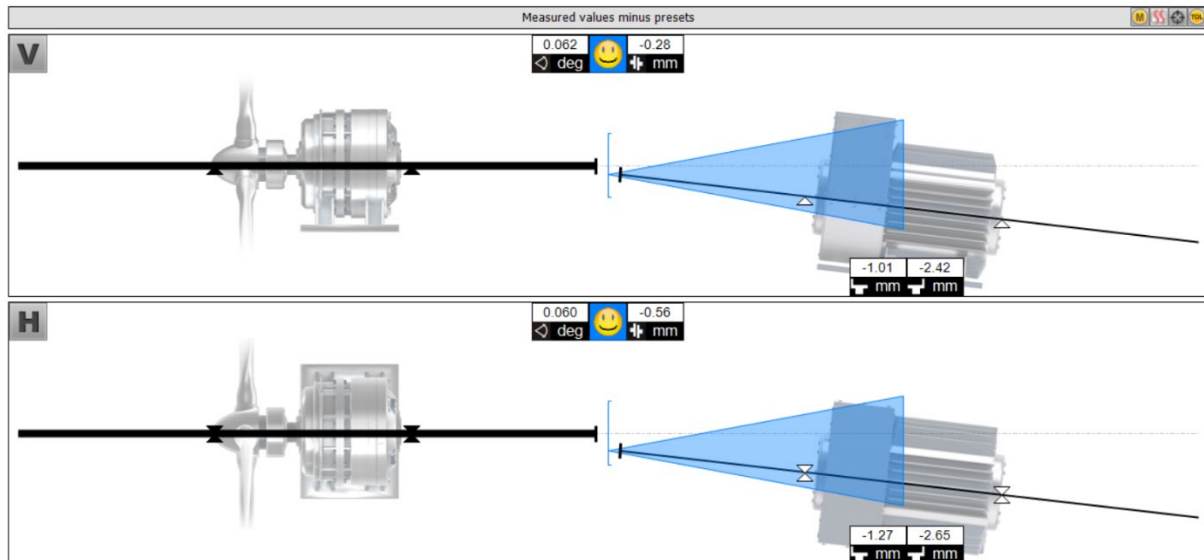 Measured values minus presets
M TOL
V
0.062 -0.28
deg mm
-1.01 -2.42
mm mm
H
0.060 -0.56
deg mm
-1.27 -2.65
mm mm